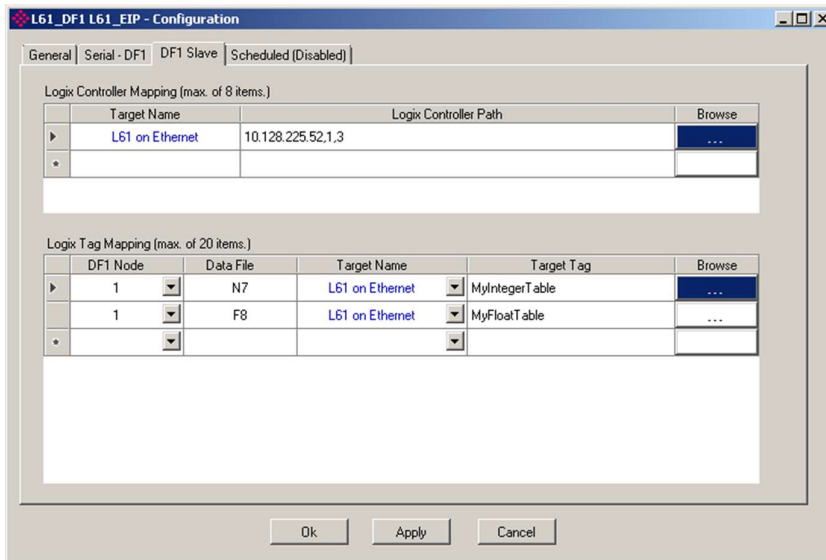 L61_DF1 L61_EIP - Configuration
General Serial - DF1 DF1 Slave Scheduled (Disabled)
Logix Controller Mapping (max. of 8 items.)
Target Name Logix Controller Path Browse
L61 on Ethernet 10.128.225.52,1,3 ...
*
Logix Tag Mapping (max. of 20 items.)
DF1 Node Data File Target Name Target Tag Browse
1 N7 L61 on Ethernet MyIntegerTable ...
1 F8 L61 on Ethernet MyFloatTable ...
*
Ok Apply Cancel